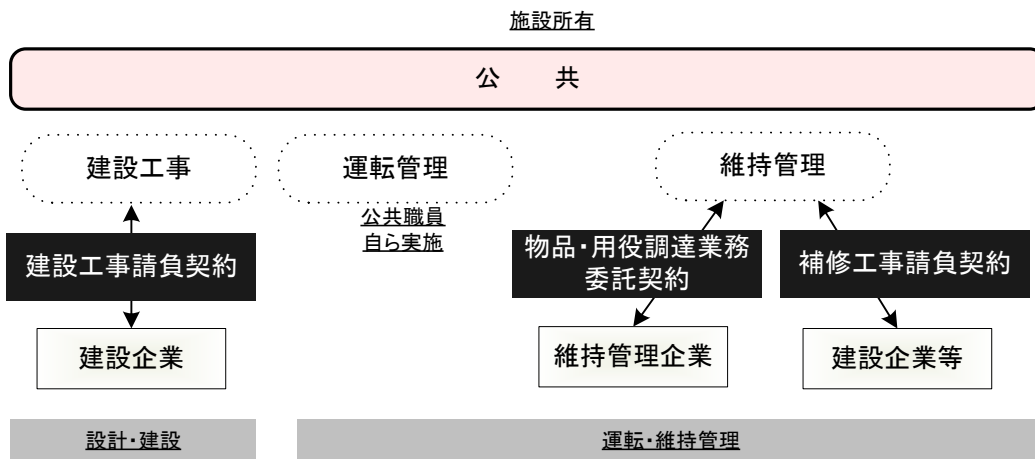 施設所有
公　　共
建設工事
運転管理
維持管理
公共職員
自ら実施
建設工事請負契約
物品・用役調達業務
委託契約
補修工事請負契約
建設企業
維持管理企業
建設企業等
設計・建設
運転・維持管理